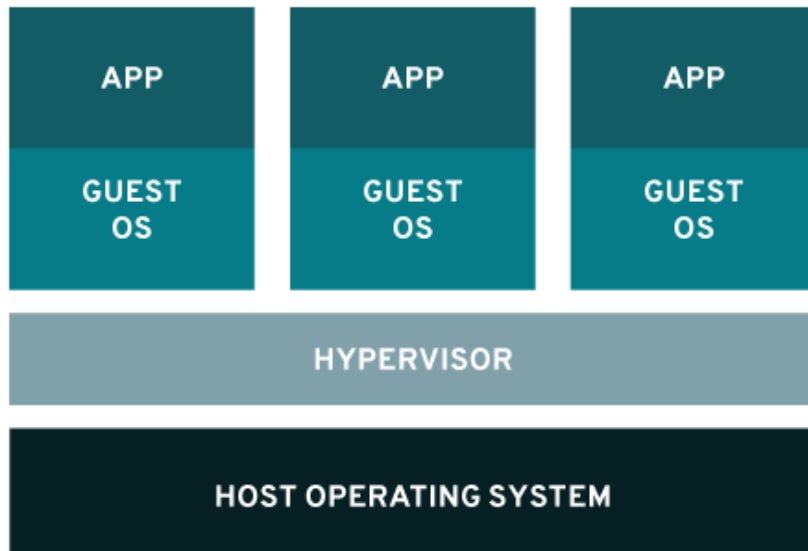 APP
GUEST
OS
APP
GUEST
OS
APP
GUEST
OS
HYPERVISOR
HOST OPERATING SYSTEM